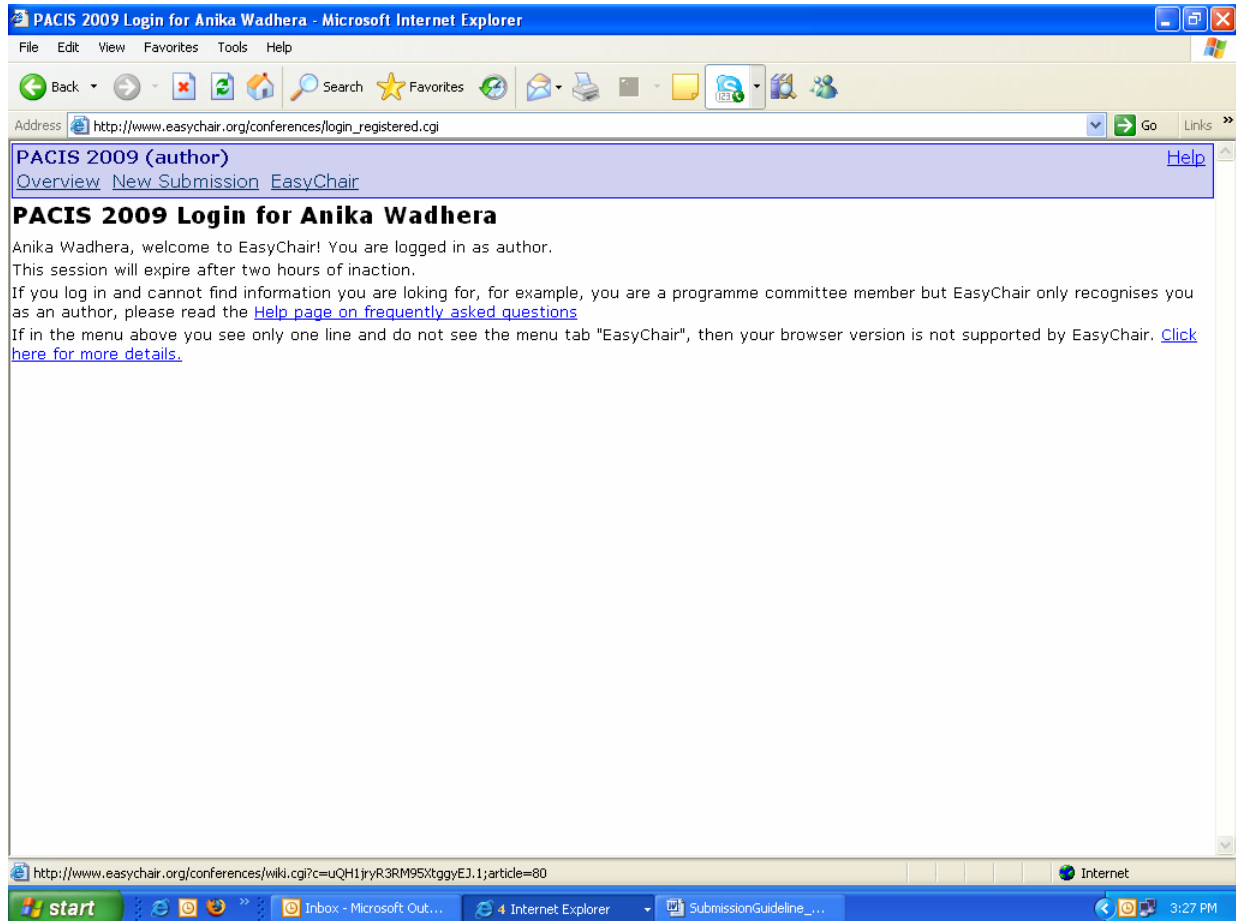 PACIS 2009 Login for Anika Wadhera - Microsoft Internet Explorer
File Edit View Favorites Tools Help
Back Search Favorites
Address http://www.easychair.org/conferences/login_registered.cgi Go Links »
PACIS 2009 (author) Help
Overview New Submission EasyChair
PACIS 2009 Login for Anika Wadhera
Anika Wadhera, welcome to EasyChair! You are logged in as author.
This session will expire after two hours of inaction.
If you log in and cannot find information you are loking for, for example, you are a programme committee member but EasyChair only recognises you
as an author, please read the Help page on frequently asked questions
If in the menu above you see only one line and do not see the menu tab "EasyChair", then your browser version is not supported by EasyChair. Click
here for more details.
http://www.easychair.org/conferences/wiki.cgi?c=uQH1jryR3RM95XtggyEJ.1;article=80 Internet
start » Inbox - Microsoft Out... 4 Internet Explorer SubmissionGuideline_... 3:27 PM